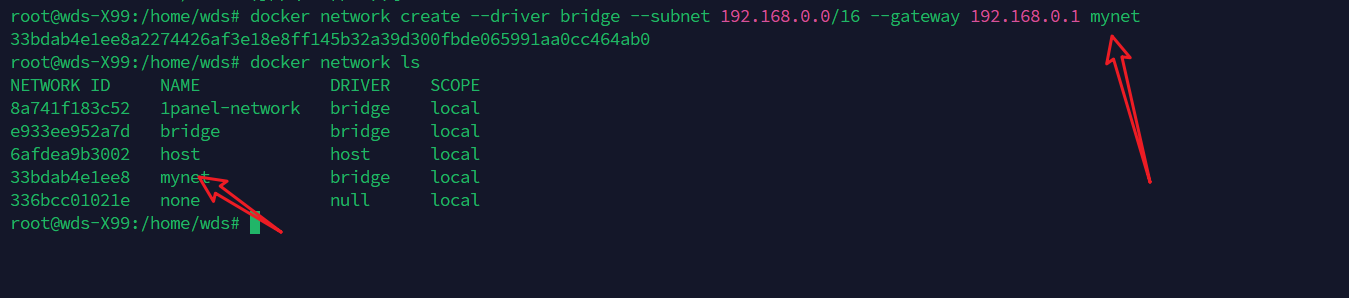 root@wds-X99:/home/wds# docker network create --driver bridge --subnet 192.168.0.0/16 --gateway 192.168.0.1 mynet
33bdab4e1ee8a2274426af3e18e8ff145b32a39d300fbde065991aa0cc464ab0
root@wds-X99:/home/wds# docker network ls
NETWORK ID     NAME             DRIVER    SCOPE
8a741f183c52   1panel-network   bridge    local
e933ee952a7d   bridge           bridge    local
6afdea9b3002   host             host      local
33bdab4e1ee8   mynet            bridge    local
336bcc01021e   none             null      local
root@wds-X99:/home/wds#